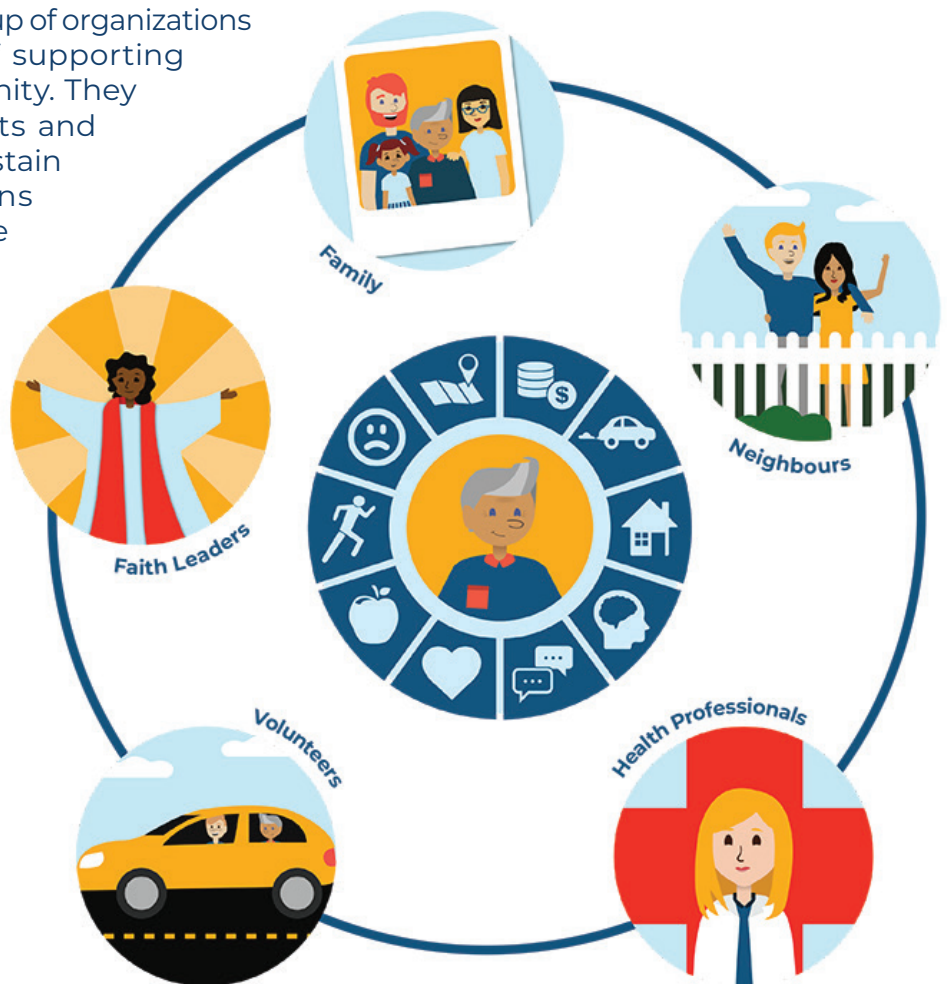 up of organizations
supporting
nity. They
ts and
stain
ns
e
Family
Neighbours
Faith Leaders
Volunteers
Health Professionals